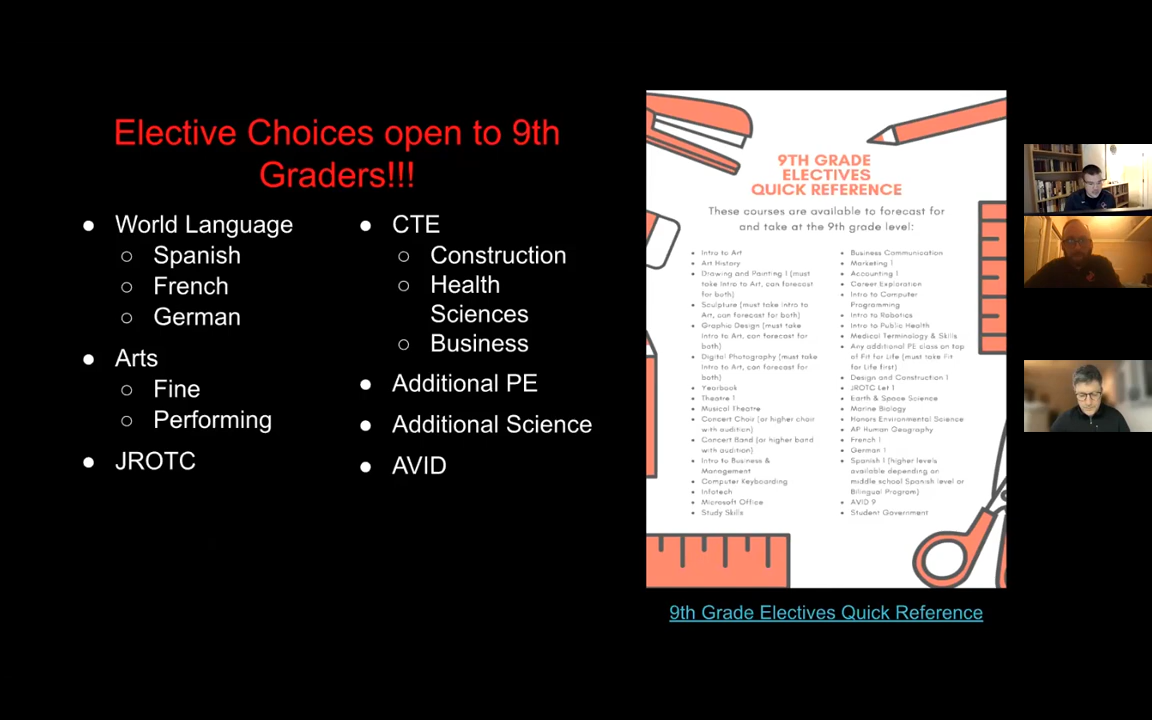 Elective Choices open to 9th
Graders!!!
World Language
Spanish
French
German
Arts
Fine
Performing
JROTC
CTE
Construction
Health
Sciences
Business
Additional PE
Additional Science
AVID
9TH GRADE
ELECTIVES
QUICK REFERENCE
These courses are available to forecast for
and take at the 9th grade level:
Intro to Art
Art History
Drawing and Painting 1 (must
take Intro to Art, can forecast
for both)
Sculpture (must take Intro to
Art, can forecast for both)
Graphic Design (must take
Intro to Art, can forecast for
both)
Digital Photography (must take
Intro to Art, can forecast for
both)
Yearbook
Theatre 1
Musical Theatre
Concert Choir (or higher choir
with audition)
Concert Band (or higher band
with audition)
Intro to Business &
Management
Computer Keyboarding
Infotech
Microsoft Office
Study Skills
Business Communication
Marketing 1
Accounting 1
Career Exploration
Intro to Computer
Programming
Intro to Robotics
Intro to Public Health
Medical Terminology & Skills
Any additional PE class on top
of Fit for Life (must take Fit
for Life first)
Design and Construction 1
JROTC Let 1
Earth & Space Science
Marine Biology
Honors Environmental Science
AP Human Geography
French 1
German 1
Spanish 1 (higher levels
available depending on
middle school Spanish level or
Bilingual Program)
AVID 9
Student Government
9th Grade Electives Quick Reference